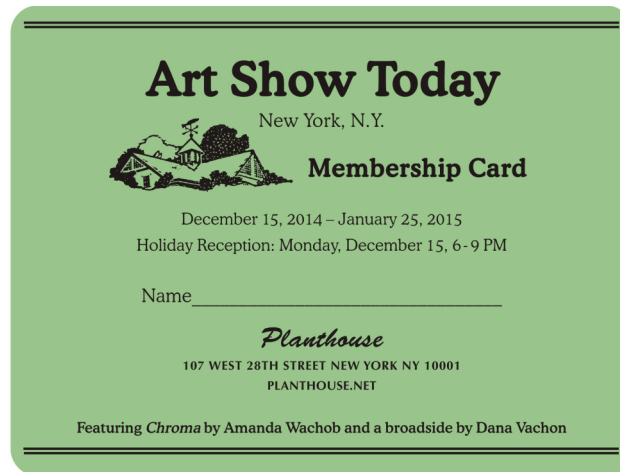 Art Show Today
New York, N.Y.
Membership Card
December 15, 2014 – January 25, 2015
Holiday Reception: Monday, December 15, 6-9 PM
Name_________________________________
Planthouse
107 WEST 28TH STREET NEW YORK NY 10001
PLANTHOUSE.NET
Featuring Chroma by Amanda Wachob and a broadside by Dana Vachon